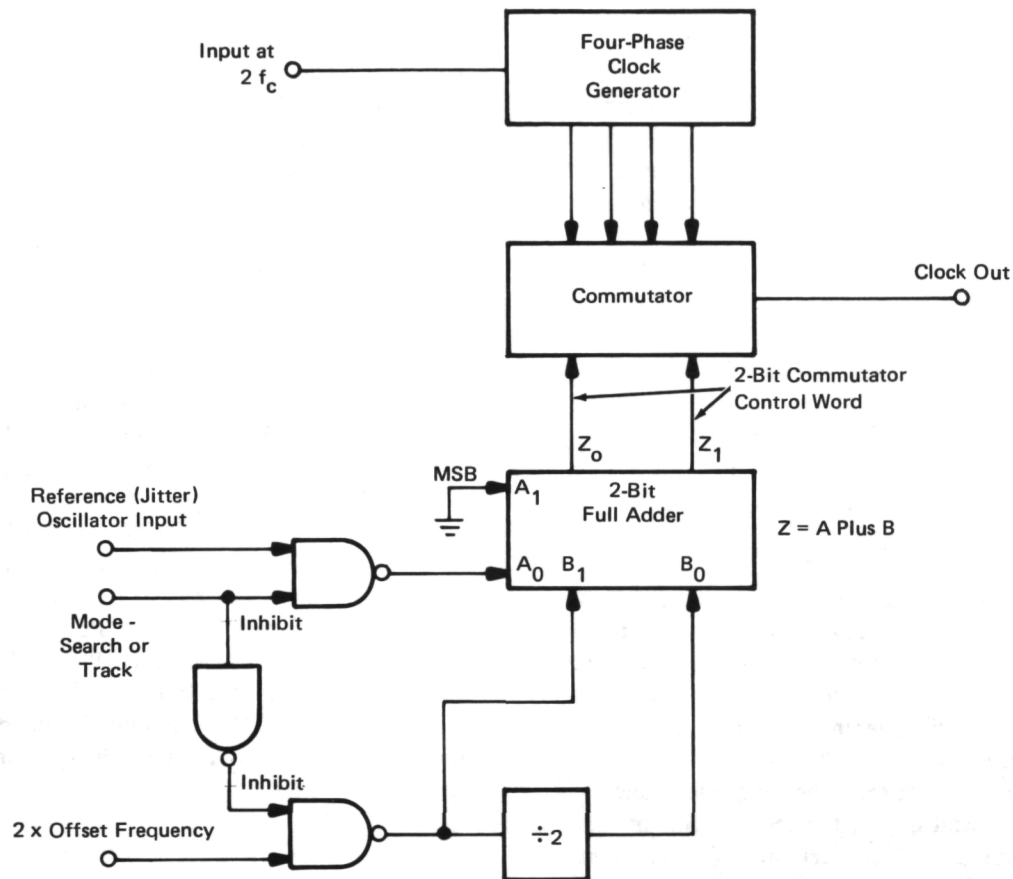 Four-Phase
Clock
Generator
Input at
2 f_c
Commutator
Clock Out
2-Bit Commutator
Control Word
Z_o
Z_1
MSB
A_1
2-Bit
Full Adder
Z = A Plus B
A_0
B_1
B_0
Reference (Jitter)
Oscillator Input
Inhibit
Mode -
Search or
Track
Inhibit
2 x Offset Frequency
÷2